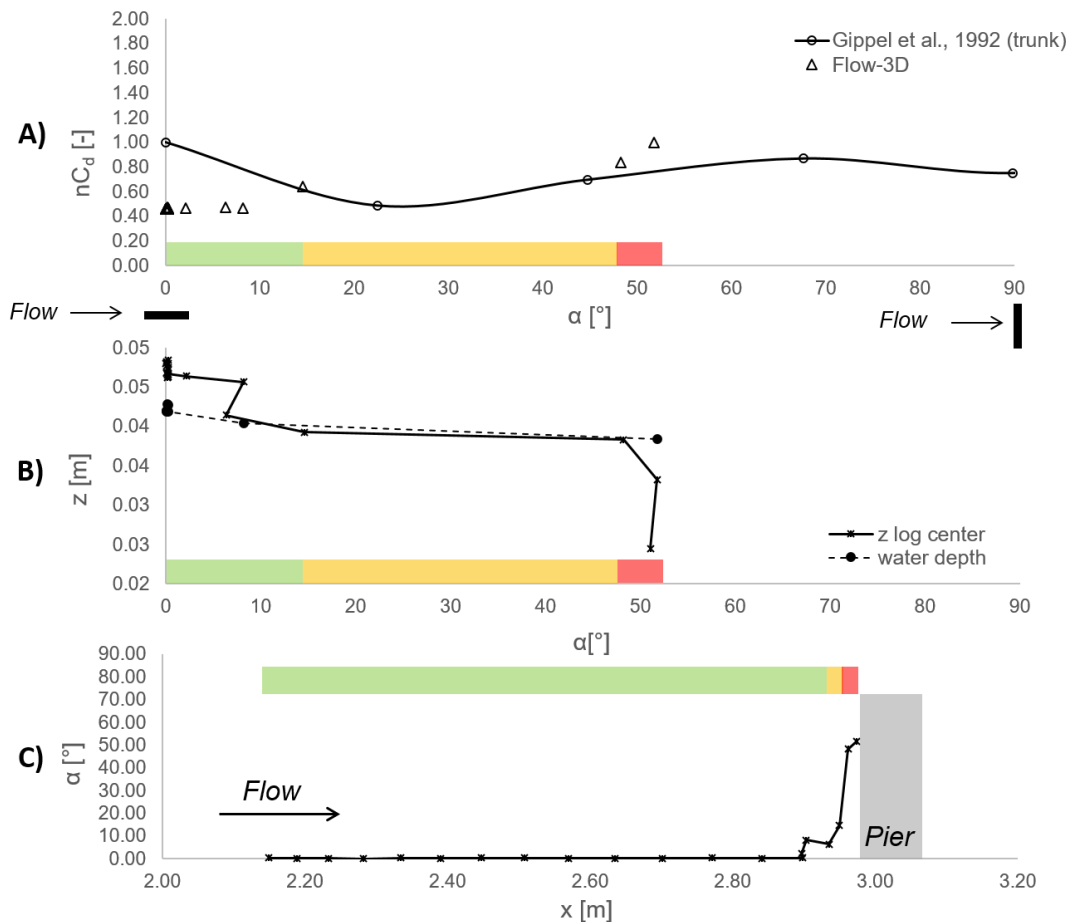 A)
nC_d [-]
2.00
1.80
1.60
1.40
1.20
1.00
0.80
0.60
0.40
0.20
0.00
Gippel et al., 1992 (trunk)
Flow-3D
0 10 20 30 40 50 60 70 80 90
α [°]
Flow
Flow
B)
z [m]
0.05
0.05
0.04
0.04
0.03
0.03
0.02
z log center
water depth
0 10 20 30 40 50 60 70 80 90
α[°]
C)
α [°]
90.00
80.00
70.00
60.00
50.00
40.00
30.00
20.00
10.00
0.00
Flow
Pier
2.00 2.20 2.40 2.60 2.80 3.00 3.20
x [m]